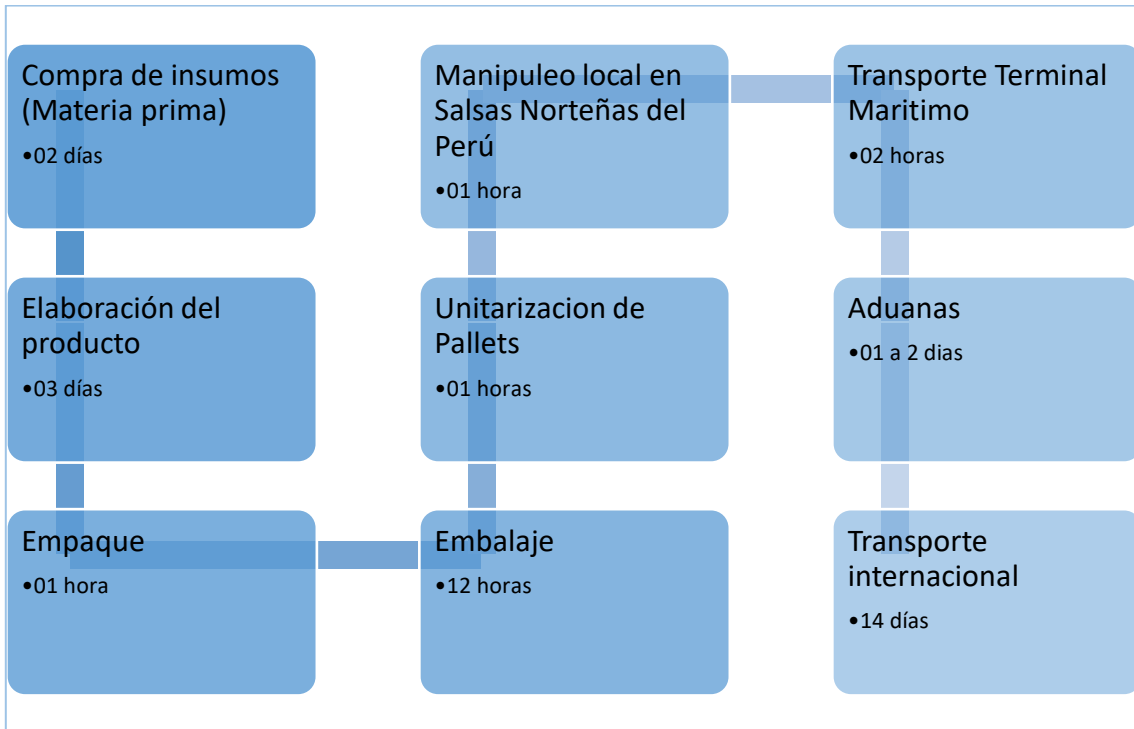 Compra de insumos
(Materia prima)
•02 días
Elaboración del
producto
•03 días
Empaque
•01 hora
Embalaje
•12 horas
Unitarizacion de
Pallets
•01 horas
Manipuleo local en
Salsas Norteñas del
Perú
•01 hora
Transporte Terminal
Maritimo
•02 horas
Aduanas
•01 a 2 dias
Transporte
internacional
•14 días